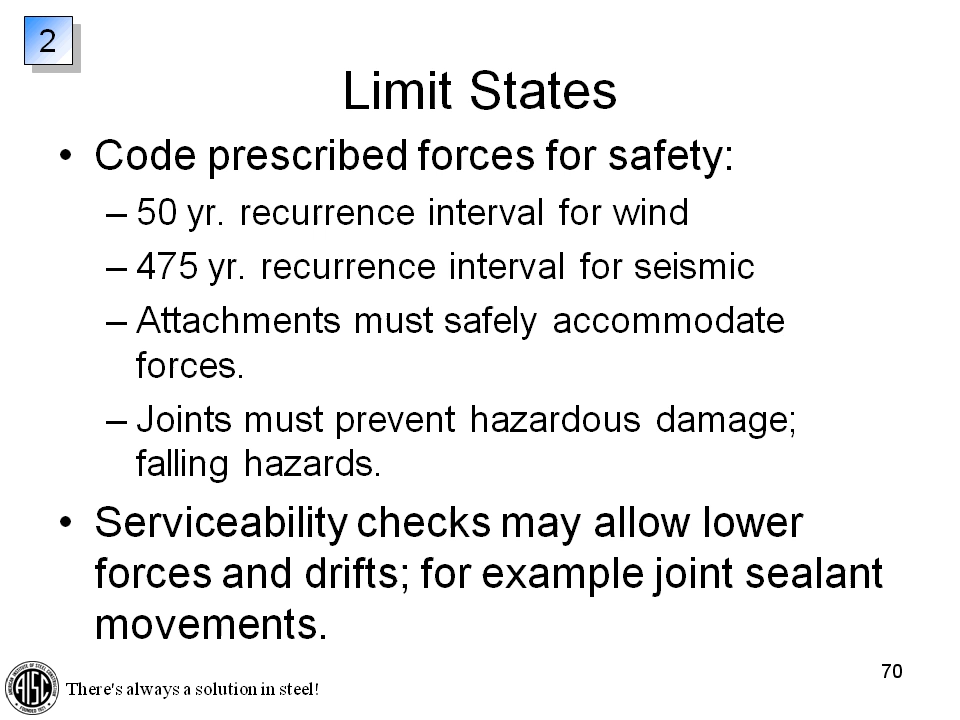 2
Limit States
• Code prescribed forces for safety:
– 50 yr. recurrence interval for wind
– 475 yr. recurrence interval for seismic
– Attachments must safely accommodate
forces.
– Joints must prevent hazardous damage;
falling hazards.
• Serviceability checks may allow lower
forces and drifts; for example joint sealant
movements.
AISC
There's always a solution in steel!
70